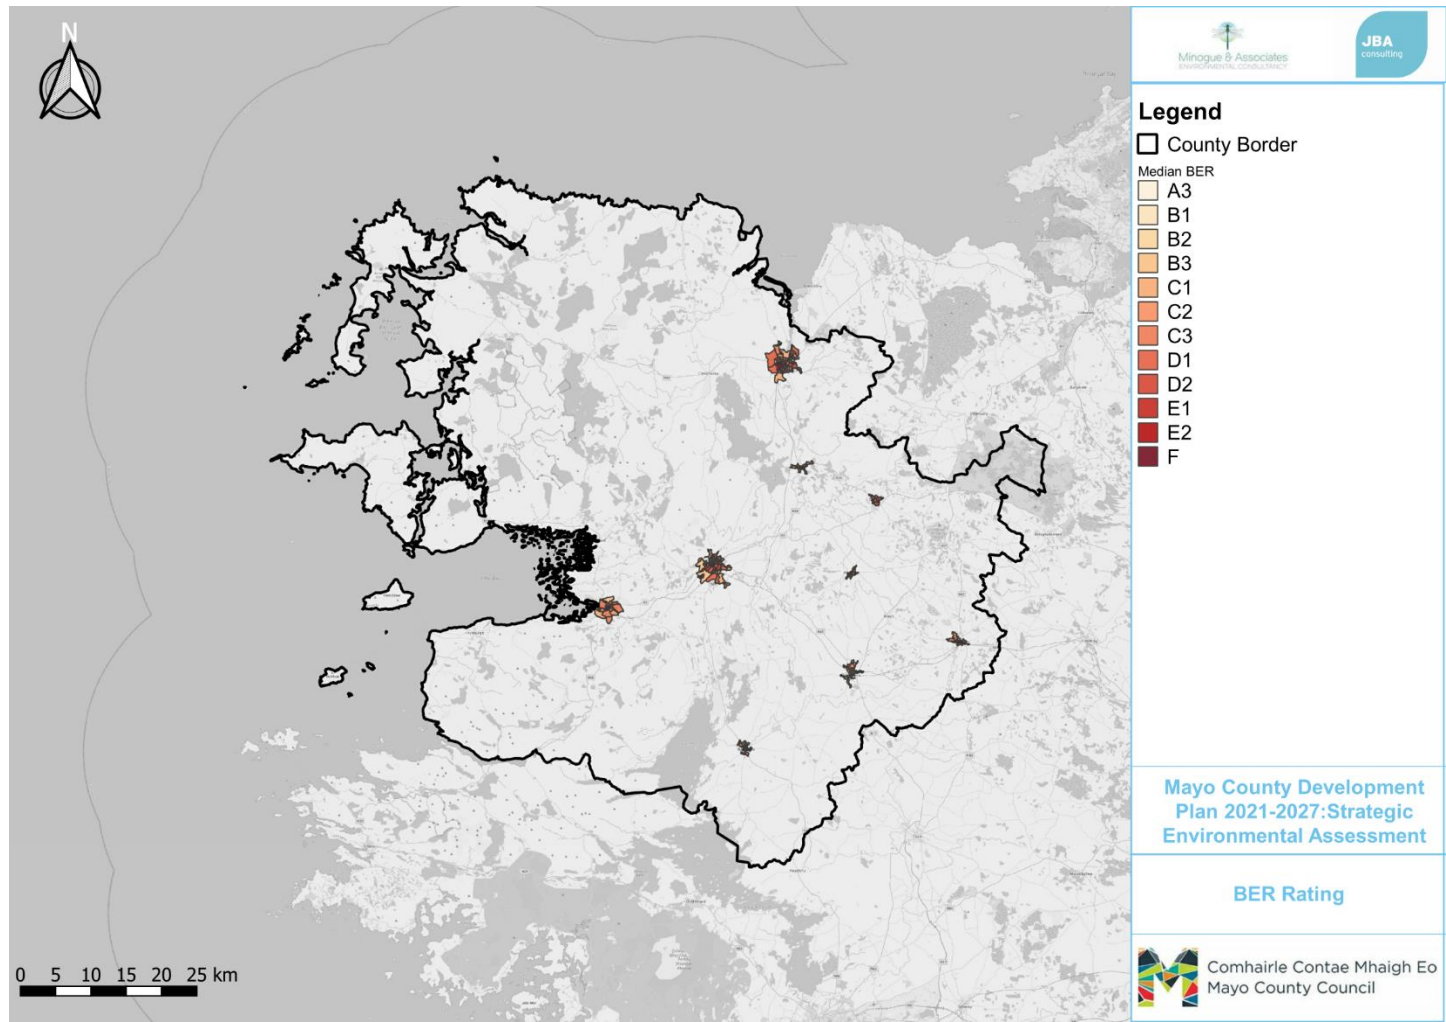 N
Minogue & Associates
ENVIRONMENTAL CONSULTANCY
JBA
consulting
Legend
County Border
Median BER
A3
B1
B2
B3
C1
C2
C3
D1
D2
E1
E2
F
Mayo County Development
Plan 2021-2027:Strategic
Environmental Assessment
BER Rating
Comhairle Contae Mhaigh Eo
Mayo County Council
0 5 10 15 20 25 km